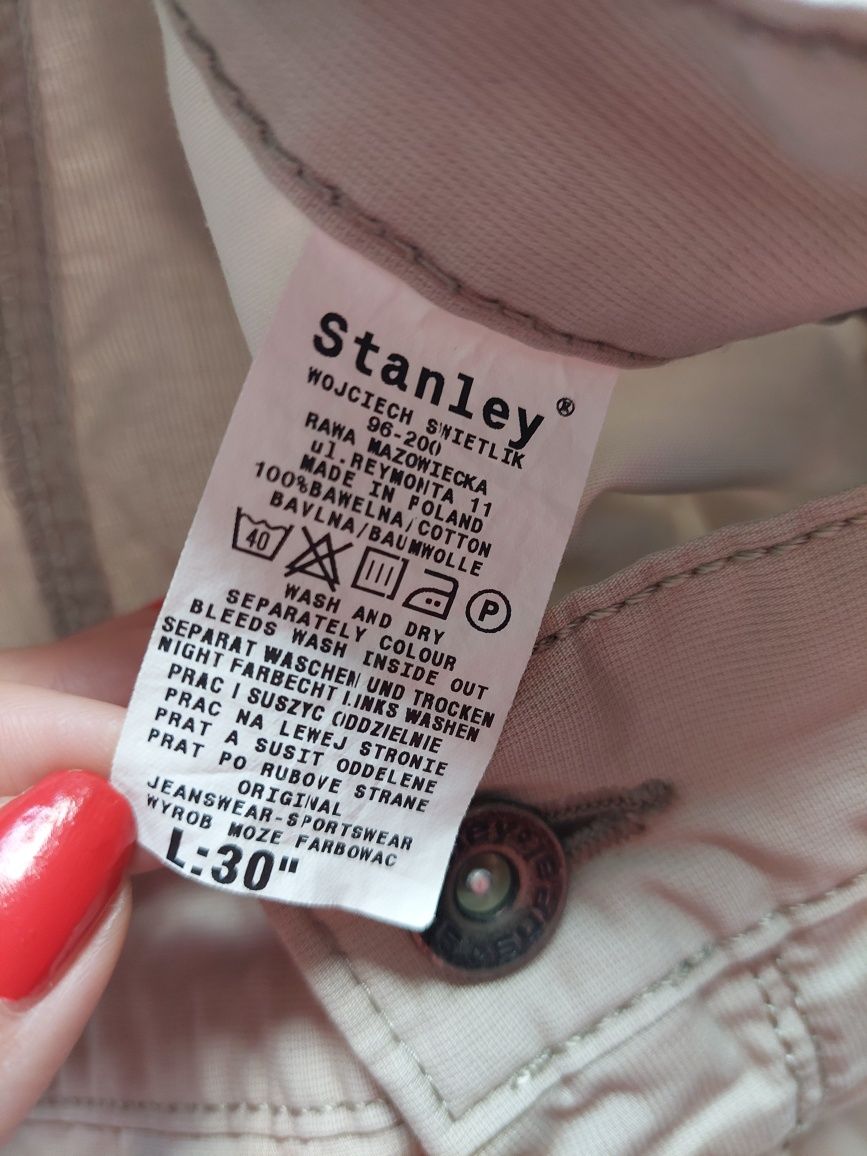 Stanley®
WOJCIECH SWIETLIK
96-200
RAWA MAZOWIECKA
ul.REYMONTA 11
MADE IN POLAND
100%BAWELNA/COTTON
BAVLNA/BAUMWOLLE
40 P
WASH AND DRY
SEPARATELY COLOUR
BLEEDS WASH INSIDE OUT
SEPARAT WASCHEN UND TROCKEN
NIGHT FARBECHT LINKS WASHEN
PRAC I SUSZYC ODDZIELNIE
PRAC NA LEWEJ STRONIE
PRAT A SUSIT ODDELENE
PRAT PO RUBOVE STRANE
ORIGINAL
JEANSWEAR-SPORTSWEAR
WYROB MOZE FARBOWAC
L:30"